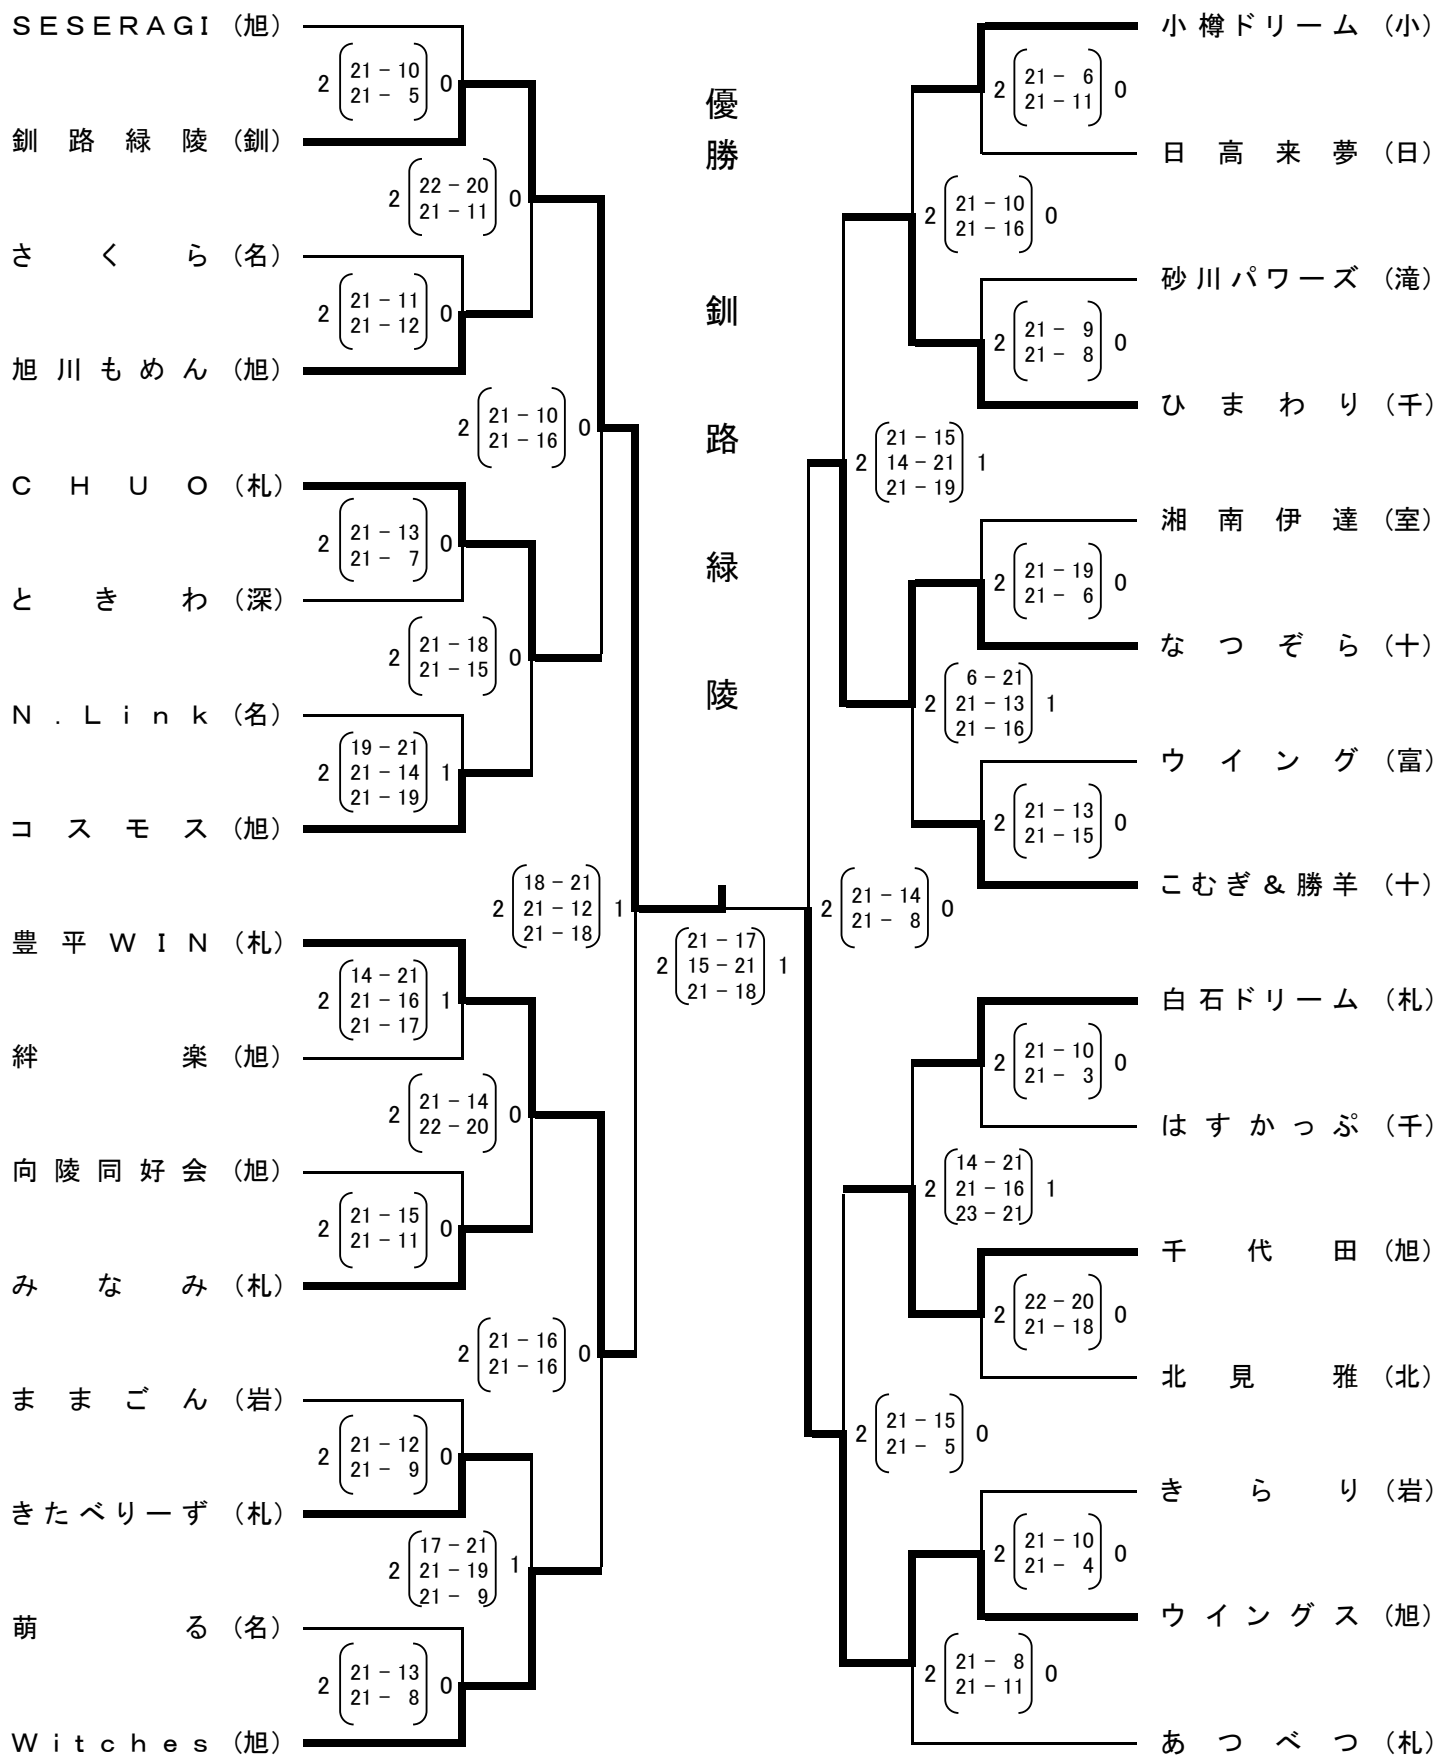 SESERAGI (旭)
2 21－10 0
21－ 5
釧路緑陵 (釧)
2 22－20 0
21－11
さくら (名)
2 21－11 0
21－12
旭川もめん (旭)
2 21－10 0
21－16
CHUO (札)
2 21－13 0
21－ 7
ときわ (深)
2 21－18 0
21－15
N.Link (名)
2 19－21 1
21－14
21－19
コスモス (旭)
2 18－21 1
21－12
21－18
豊平WIN (札)
2 14－21 1
21－16
21－17
絆楽 (旭)
2 21－14 0
22－20
向陵同好会 (旭)
2 21－15 0
21－11
みなみ (札)
2 21－16 0
21－16
ままごん (岩)
2 21－12 0
21－ 9
きたべりーず (札)
2 17－21 1
21－19
21－ 9
萌る (名)
2 21－13 0
21－ 8
Witches (旭)
優勝 釧路緑陵
2 21－17 1
15－21
21－18
小樽ドリーム (小)
2 21－ 6 0
21－11
日高来夢 (日)
2 21－10 0
21－16
砂川パワーズ (滝)
2 21－ 9 0
21－ 8
ひまわり (千)
2 21－15 1
14－21
21－19
湘南伊達 (室)
2 21－19 0
21－ 6
なつぞら (十)
2 6－21 1
21－13
21－16
ウイング (富)
2 21－13 0
21－15
こむぎ＆勝羊 (十)
2 21－14 0
21－ 8
白石ドリーム (札)
2 21－10 0
21－ 3
はすかっぷ (千)
2 14－21 1
21－16
23－21
千代田 (旭)
2 22－20 0
21－18
北見雅 (北)
2 21－15 0
21－ 5
きらり (岩)
2 21－10 0
21－ 4
ウイングス (旭)
2 21－ 8 0
21－11
あつべつ (札)